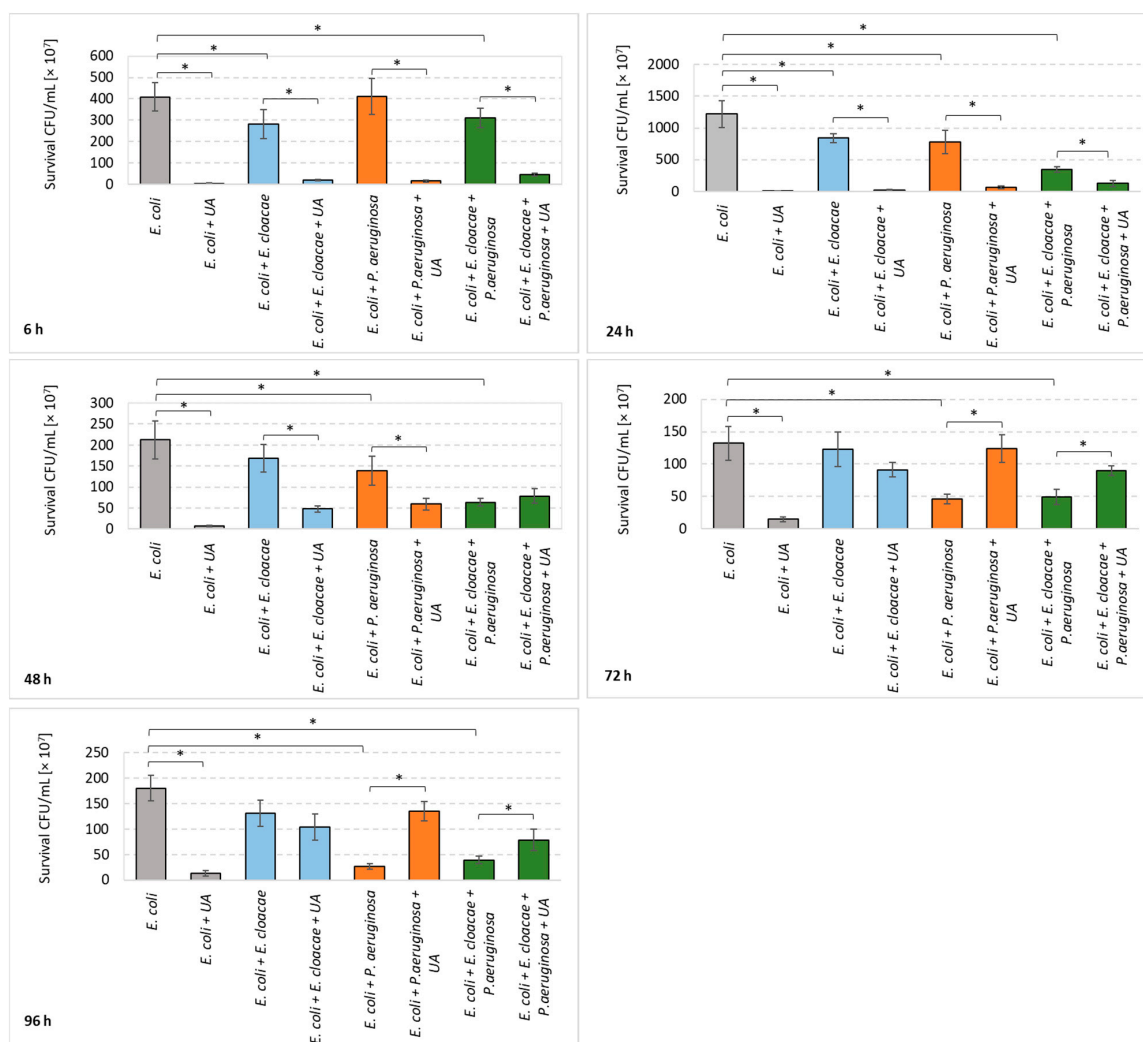 *
*
*
*
*
*
600
500
400
300
200
100
0
Survival CFU/mL [× 10⁷]
E. coli
E. coli + UA
E. coli + E. cloacae
E. coli + E. cloacae + UA
E. coli + P. aeruginosa
E. coli + P.aeruginosa +
UA
E. coli + E. cloacae +
P.aeruginosa
E. coli + E. cloacae +
P.aeruginosa + UA
6 h
*
*
*
*
*
*
*
2000
1500
1000
500
0
Survival CFU/mL [× 10⁷]
E. coli
E. coli + UA
E. coli + E. cloacae
E. coli + E. cloacae +
UA
E. coli + P. aeruginosa
E. coli + P.aeruginosa +
UA
E. coli + E. cloacae +
P.aeruginosa
E. coli + E. cloacae +
P.aeruginosa + UA
24 h
*
*
*
*
*
300
250
200
150
100
50
0
Survival CFU/mL [× 10⁷]
E. coli
E. coli + UA
E. coli + E. cloacae
E. coli + E. cloacae + UA
E. coli + P. aeruginosa
E. coli + P.aeruginosa +
UA
E. coli + E. cloacae +
P.aeruginosa
E. coli + E. cloacae +
P.aeruginosa + UA
48 h
*
*
*
*
*
200
150
100
50
0
Survival CFU/mL [× 10⁷]
E. coli
E. coli + UA
E. coli + E. cloacae
E. coli + E. cloacae + UA
E. coli + P. aeruginosa
E. coli + P.aeruginosa +
UA
E. coli + E. cloacae +
P.aeruginosa
E. coli + E. cloacae +
P.aeruginosa + UA
72 h
*
*
*
*
*
250
200
150
100
50
0
Survival CFU/mL [× 10⁷]
E. coli
E. coli + UA
E. coli + E. cloacae
E. coli + E. cloacae + UA
E. coli + P. aeruginosa
E. coli + P.aeruginosa +
UA
E. coli + E. cloacae +
P.aeruginosa
E. coli + E. cloacae +
P.aeruginosa + UA
96 h